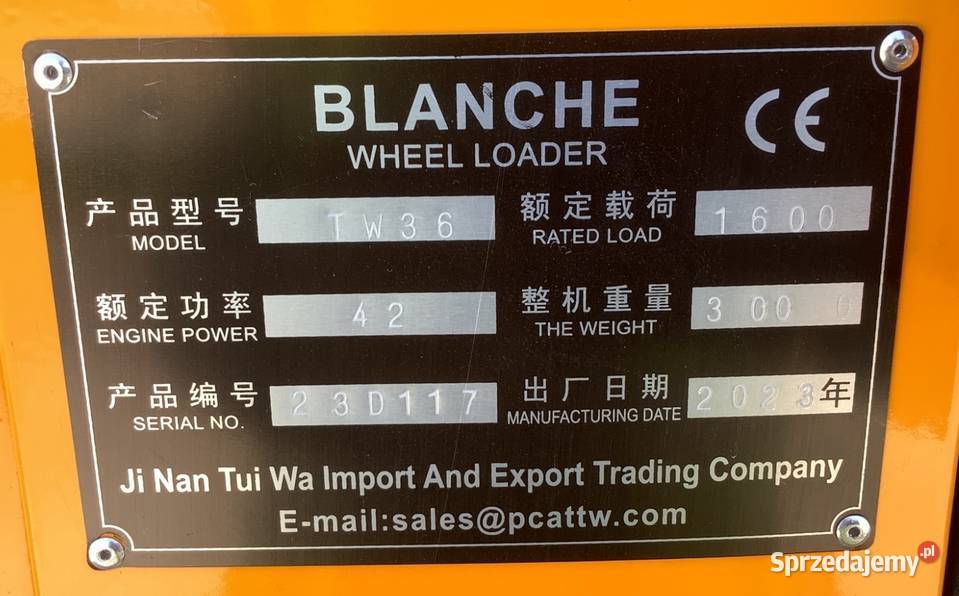 BLANCHE
CE
WHEEL LOADER
产品型号 TW36
MODEL
额定载荷 1600
RATED LOAD
额定功率 42
ENGINE POWER
整机重量 3000
THE WEIGHT
产品编号 23D117
SERIAL NO.
出厂日期 2023年
MANUFACTURING DATE
Ji Nan Tui Wa Import And Export Trading Company
E-mail:sales@pcattw.com
Sprzedajemy.pl